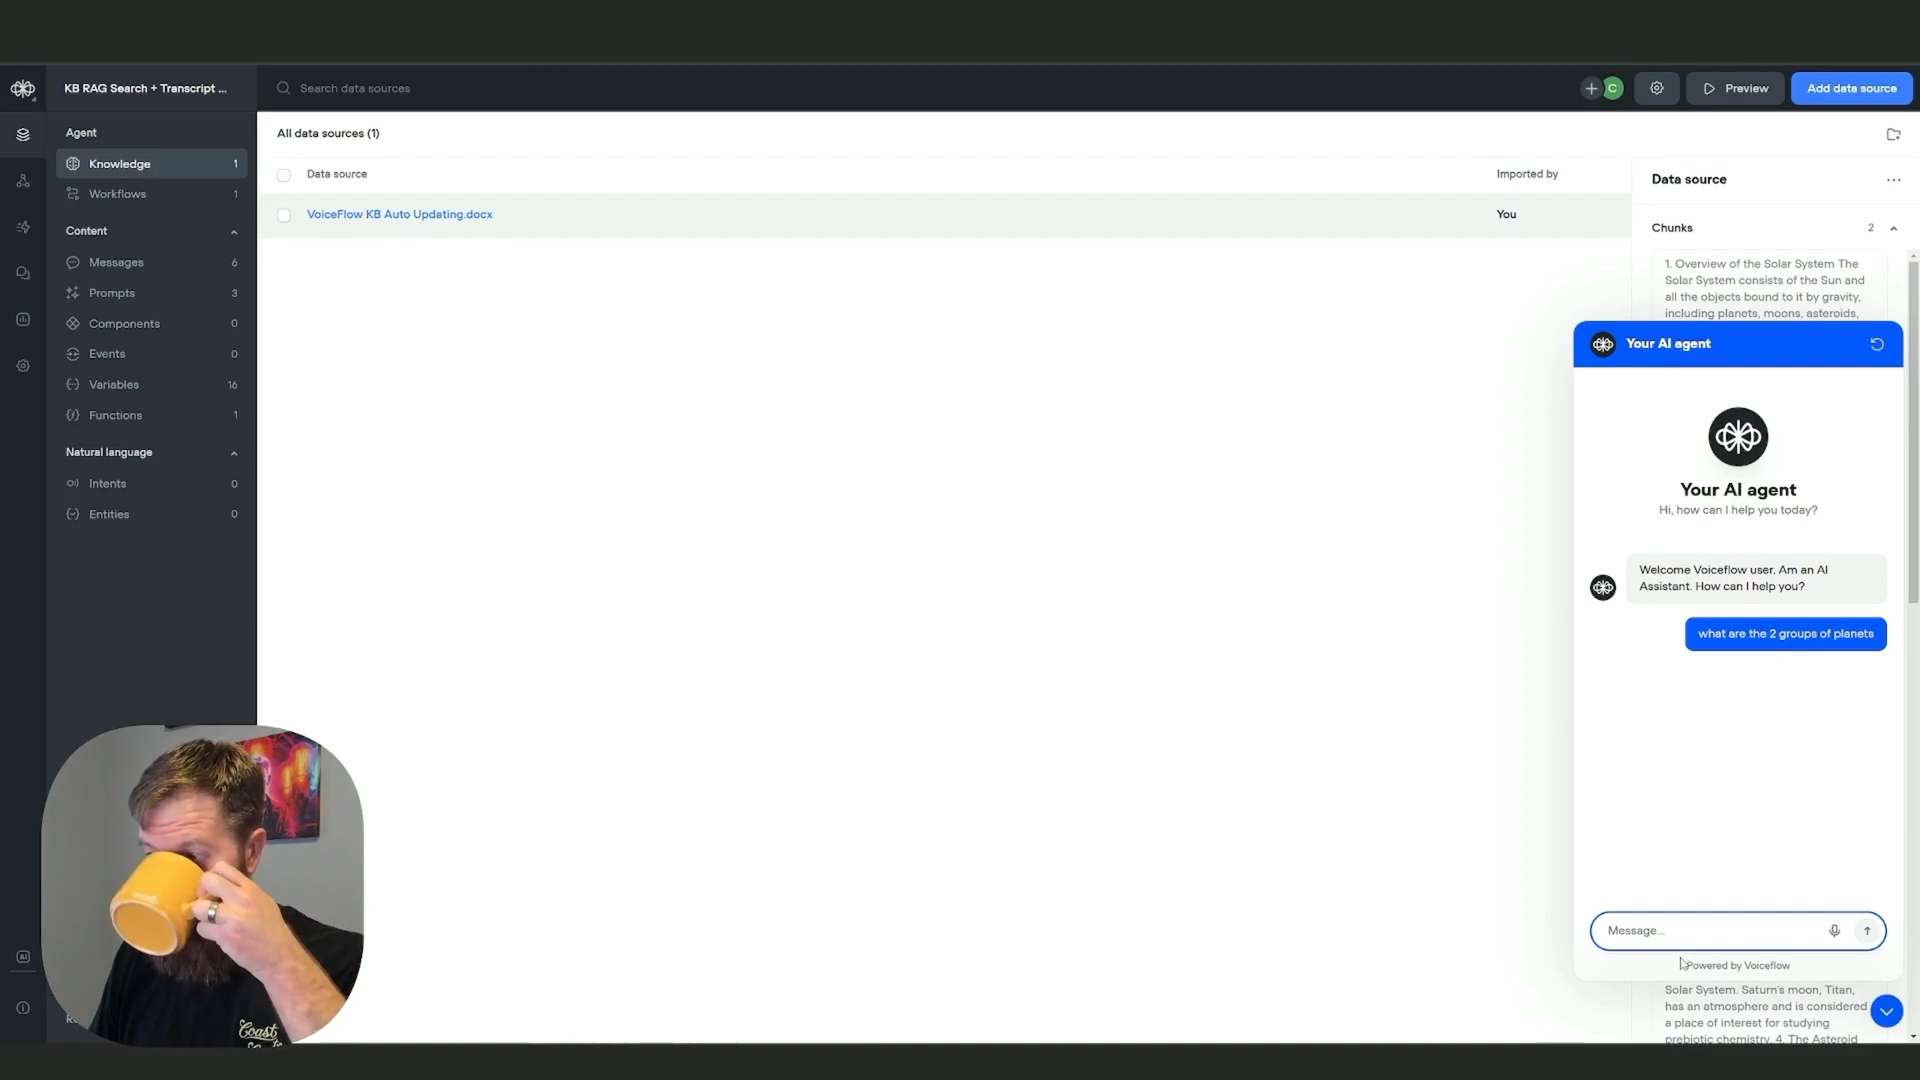 KB RAG Search + Transcript ...
Search data sources
C
Preview
Add data source
Agent
Knowledge 1
Workflows 1
Content
Messages 6
Prompts 3
Components 0
Events 0
Variables 16
Functions 1
Natural language
Intents 0
Entities 0
AI
All data sources (1)
Data source Imported by
VoiceFlow KB Auto Updating.docx You
Data source
Chunks 2
1. Overview of the Solar System The
Solar System consists of the Sun and
all the objects bound to it by gravity,
including planets, moons, asteroids,
Your AI agent
Your AI agent
Hi, how can I help you today?
Welcome Voiceflow user. Am an AI
Assistant. How can I help you?
what are the 2 groups of planets
Message...
Powered by Voiceflow
Solar System. Saturn's moon, Titan,
has an atmosphere and is considered
a place of interest for studying
prebiotic chemistry. 4. The Asteroid
Coast